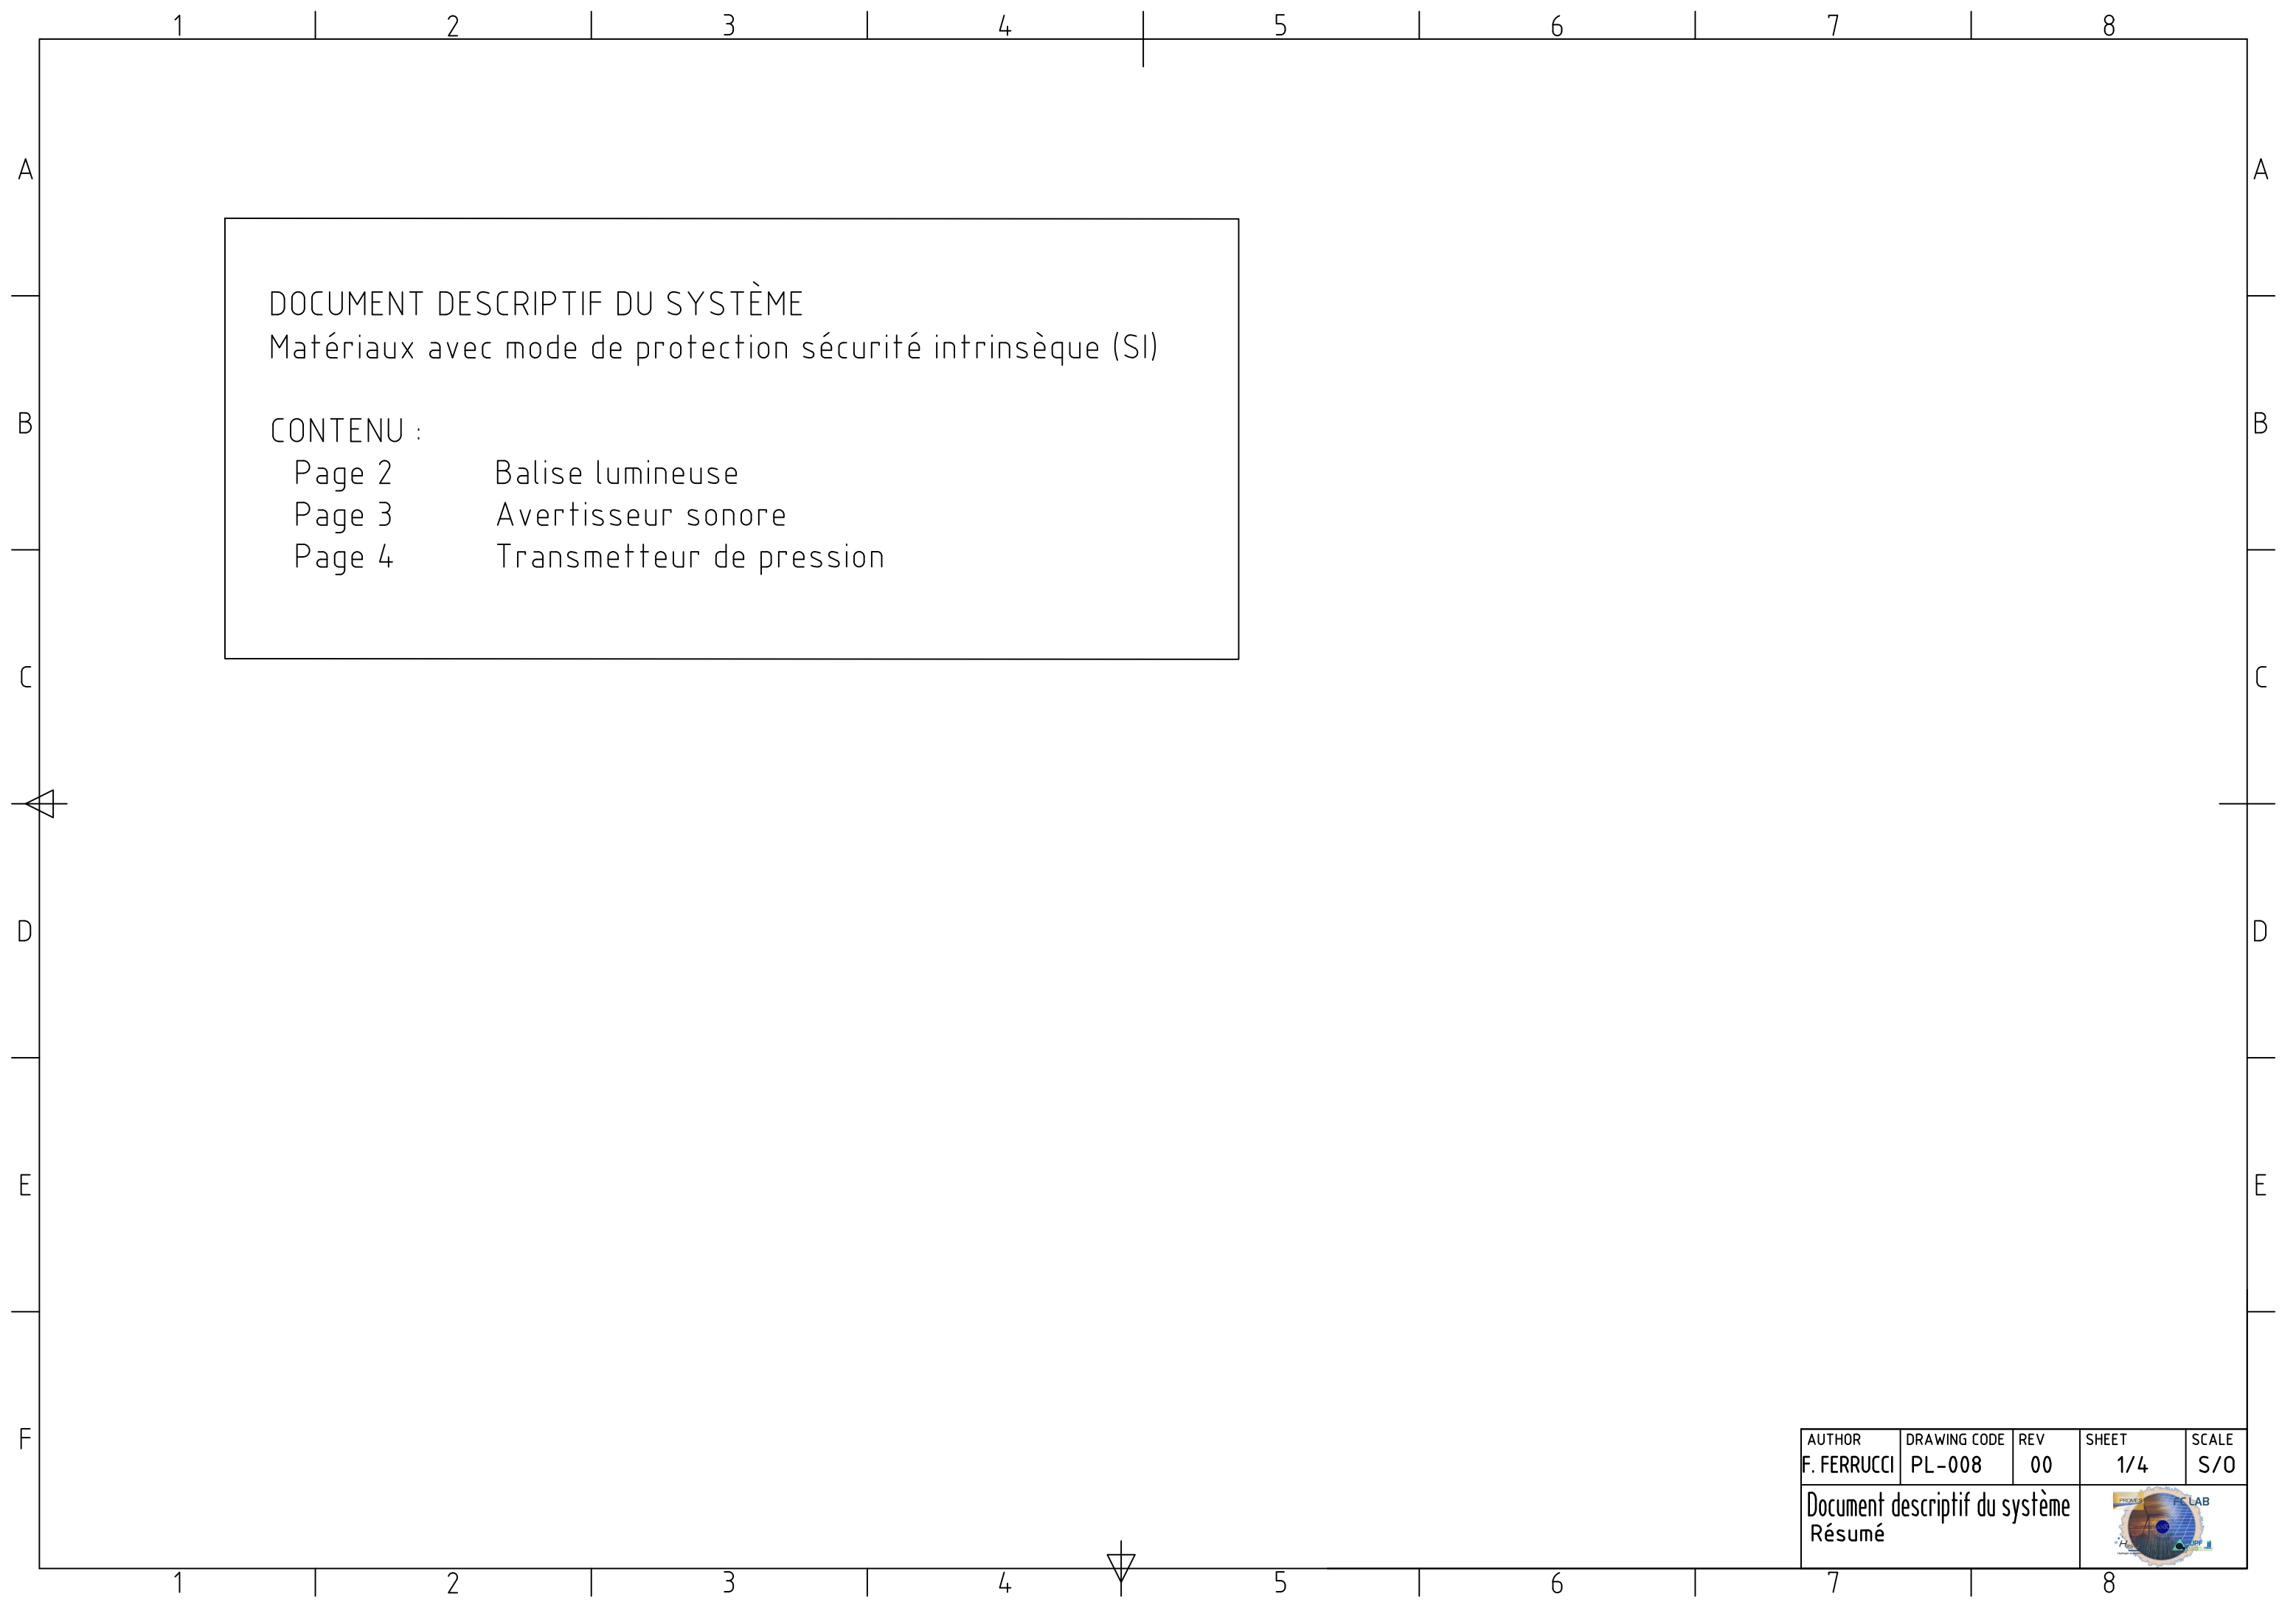 1 2 3 4 5 6 7 8
A A
DOCUMENT DESCRIPTIF DU SYSTÈME
Matériaux avec mode de protection sécurité intrinsèque (SI)
B B
CONTENU :
Page 2 Balise lumineuse
Page 3 Avertisseur sonore
Page 4 Transmetteur de pression
C C
D D
E E
F
AUTHOR DRAWING CODE REV SHEET SCALE
F. FERRUCCI PL-008 00 1/4 S/O
Document descriptif du système
Résumé
PROMES FC LAB
1 2 3 4 5 6 7 8